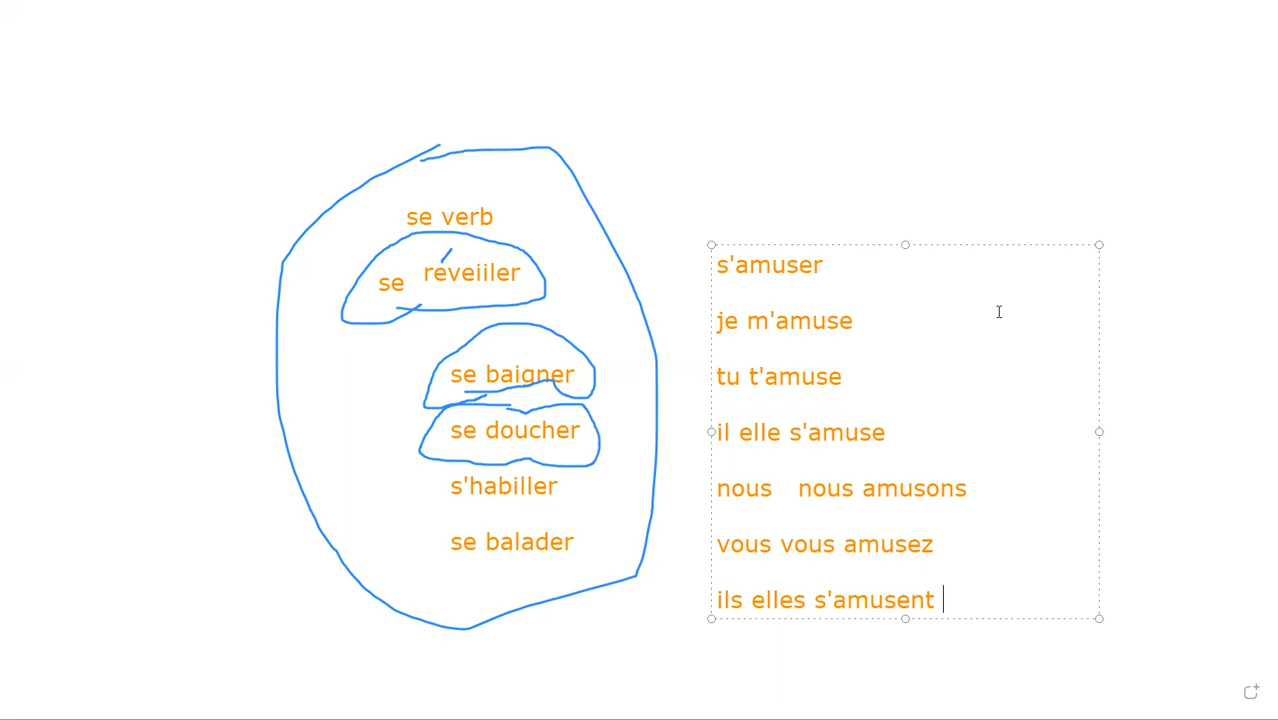 se verb
se réveiiler
se baigner
se doucher
s'habiller
se balader
s'amuser
je m'amuse
tu t'amuse
il elle s'amuse
nous nous amusons
vous vous amusez
ils elles s'amusent